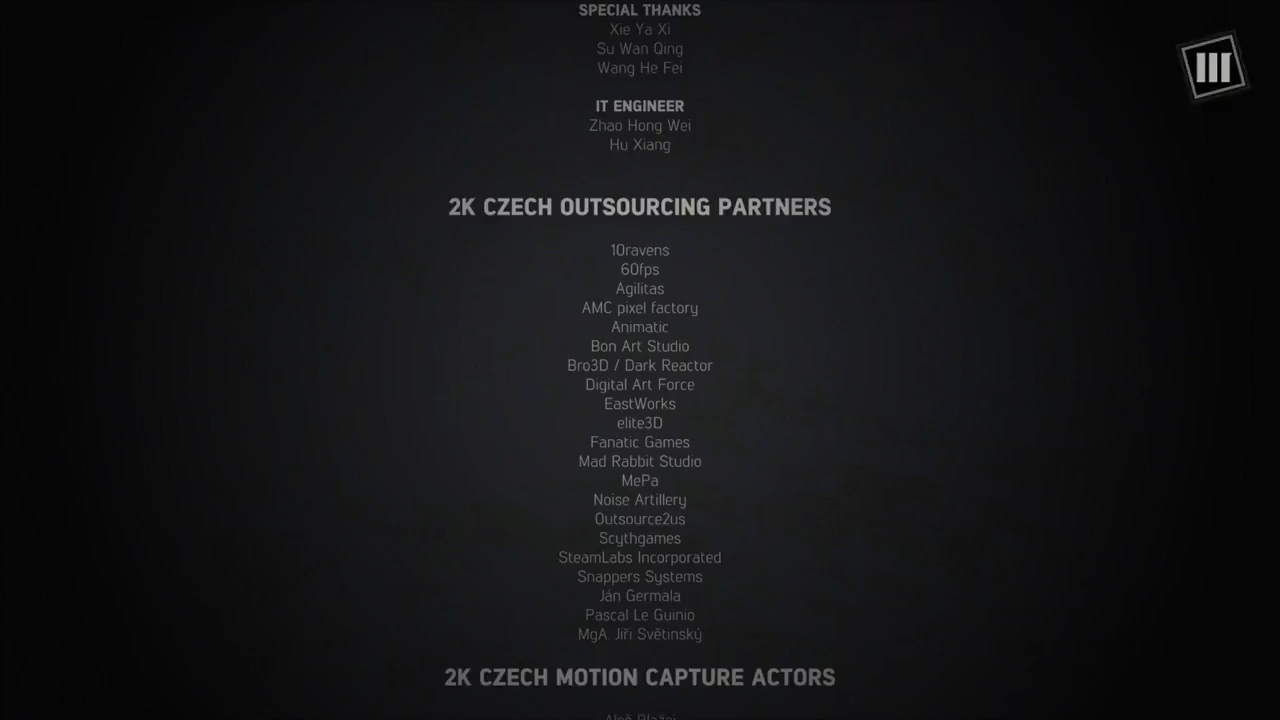 SPECIAL THANKS
Xie Ya Xi
Su Wan Qing
Wang He Fei
IT ENGINEER
Zhao Hong Wei
Hu Xiang
2K CZECH OUTSOURCING PARTNERS
10ravens
60fps
Agilitas
AMC pixel factory
Animatic
Bon Art Studio
Bro3D / Dark Reactor
Digital Art Force
EastWorks
elite3D
Fanatic Games
Mad Rabbit Studio
MePa
Noise Artillery
Outsource2us
Scythgames
SteamLabs Incorporated
Snappers Systems
Ján Germala
Pascal Le Guinio
MgA. Jiří Světinský
2K CZECH MOTION CAPTURE ACTORS